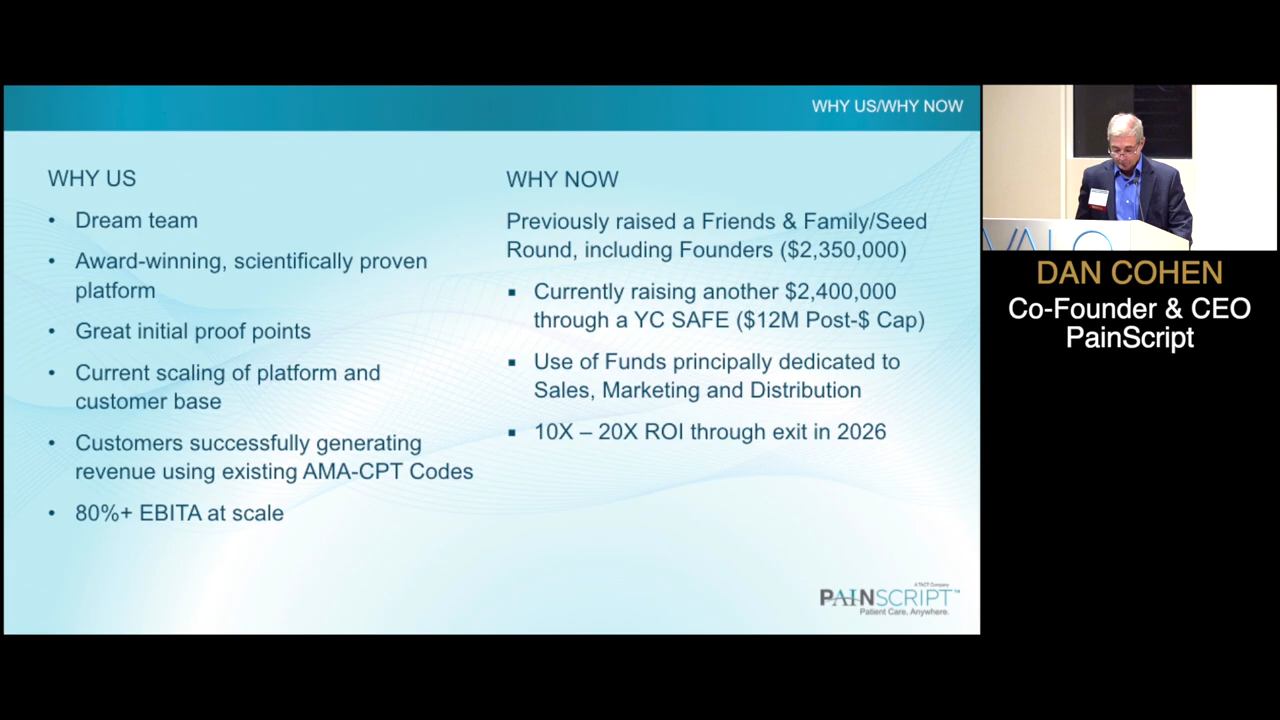 WHY US/WHY NOW
WHY US
• Dream team
• Award-winning, scientifically proven
platform
• Great initial proof points
• Current scaling of platform and
customer base
• Customers successfully generating
revenue using existing AMA-CPT Codes
• 80%+ EBITA at scale
WHY NOW
Previously raised a Friends & Family/Seed
Round, including Founders ($2,350,000)
▪ Currently raising another $2,400,000
through a YC SAFE ($12M Post-$ Cap)
▪ Use of Funds principally dedicated to
Sales, Marketing and Distribution
▪ 10X – 20X ROI through exit in 2026
A TACT Company
PAINSCRIPT™
Patient Care, Anywhere.
DAN COHEN
Co-Founder & CEO
PainScript